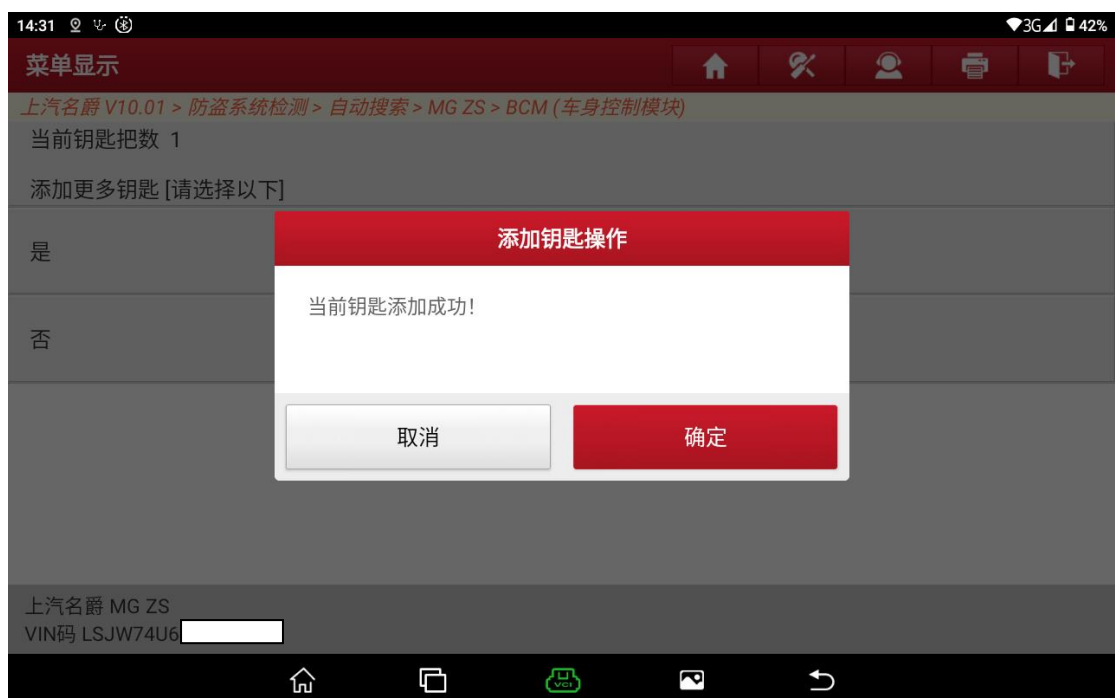 14:31 3G 42%
菜单显示
上汽名爵 V10.01 > 防盗系统检测 > 自动搜索 > MG ZS > BCM (车身控制模块)
当前钥匙把数 1
添加更多钥匙 [请选择以下]
是
否
添加钥匙操作
当前钥匙添加成功!
取消
确定
上汽名爵 MG ZS
VIN码 LSJW74U6
VCI